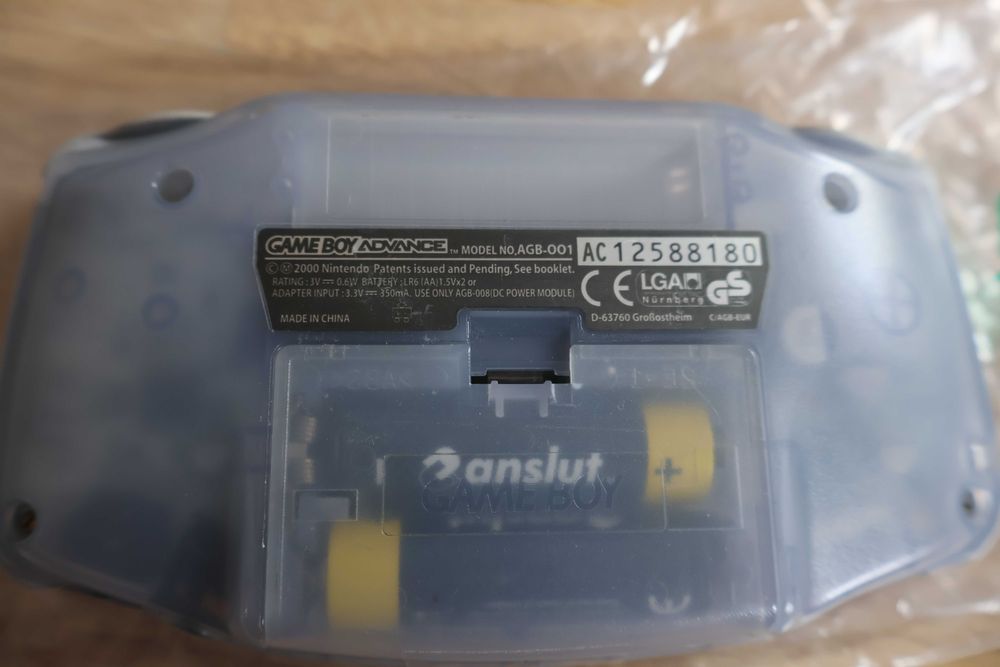 GAME BOY ADVANCE ™ MODEL NO,AGB-001
AC12588180
Ⓒ Ⓜ 2000 Nintendo Patents issued and Pending, See booklet.
RATING : 3V ⎓ 0.6W BATTERY : LR6 (AA)1.5Vx2 or
ADAPTER INPUT : 3.3V ⎓ 350mA. USE ONLY AGB-008(DC POWER MODULE)
MADE IN CHINA
CE
LGA
Nürnberg
GS
D-63760 Großostheim
C/AGB-EUR
anslut
+
GAME BOY